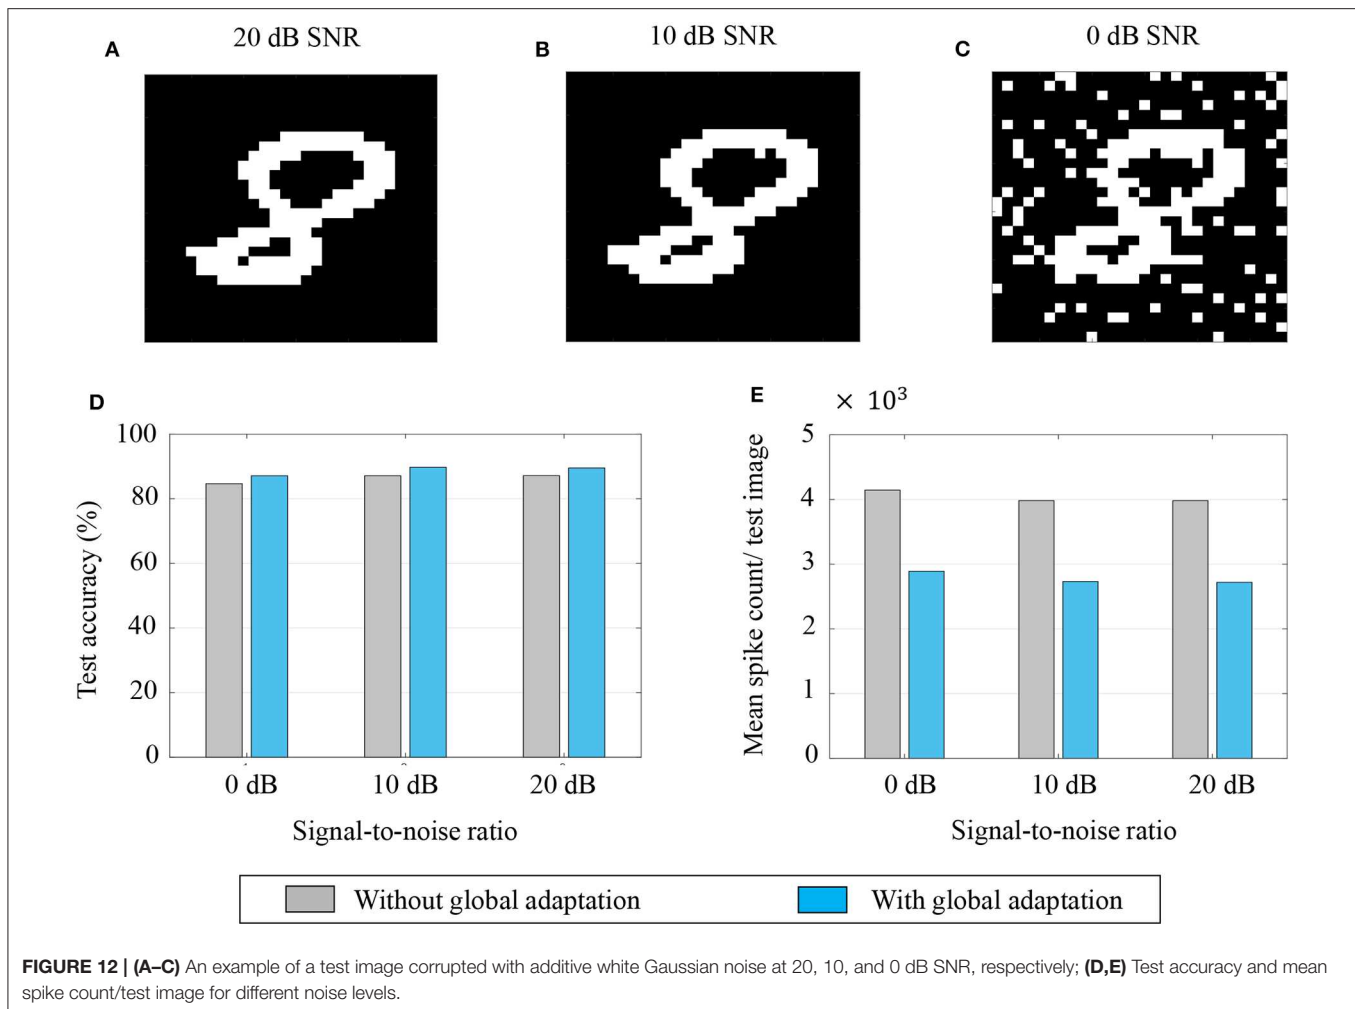 A
20 dB SNR
B
10 dB SNR
C
0 dB SNR
D
100
80
60
40
20
0
Test accuracy (%)
0 dB
10 dB
20 dB
Signal-to-noise ratio
E
× 10³
5
4
3
2
1
0
Mean spike count/ test image
0 dB
10 dB
20 dB
Signal-to-noise ratio
Without global adaptation
With global adaptation
FIGURE 12 | (A–C) An example of a test image corrupted with additive white Gaussian noise at 20, 10, and 0 dB SNR, respectively; (D,E) Test accuracy and mean
spike count/test image for different noise levels.